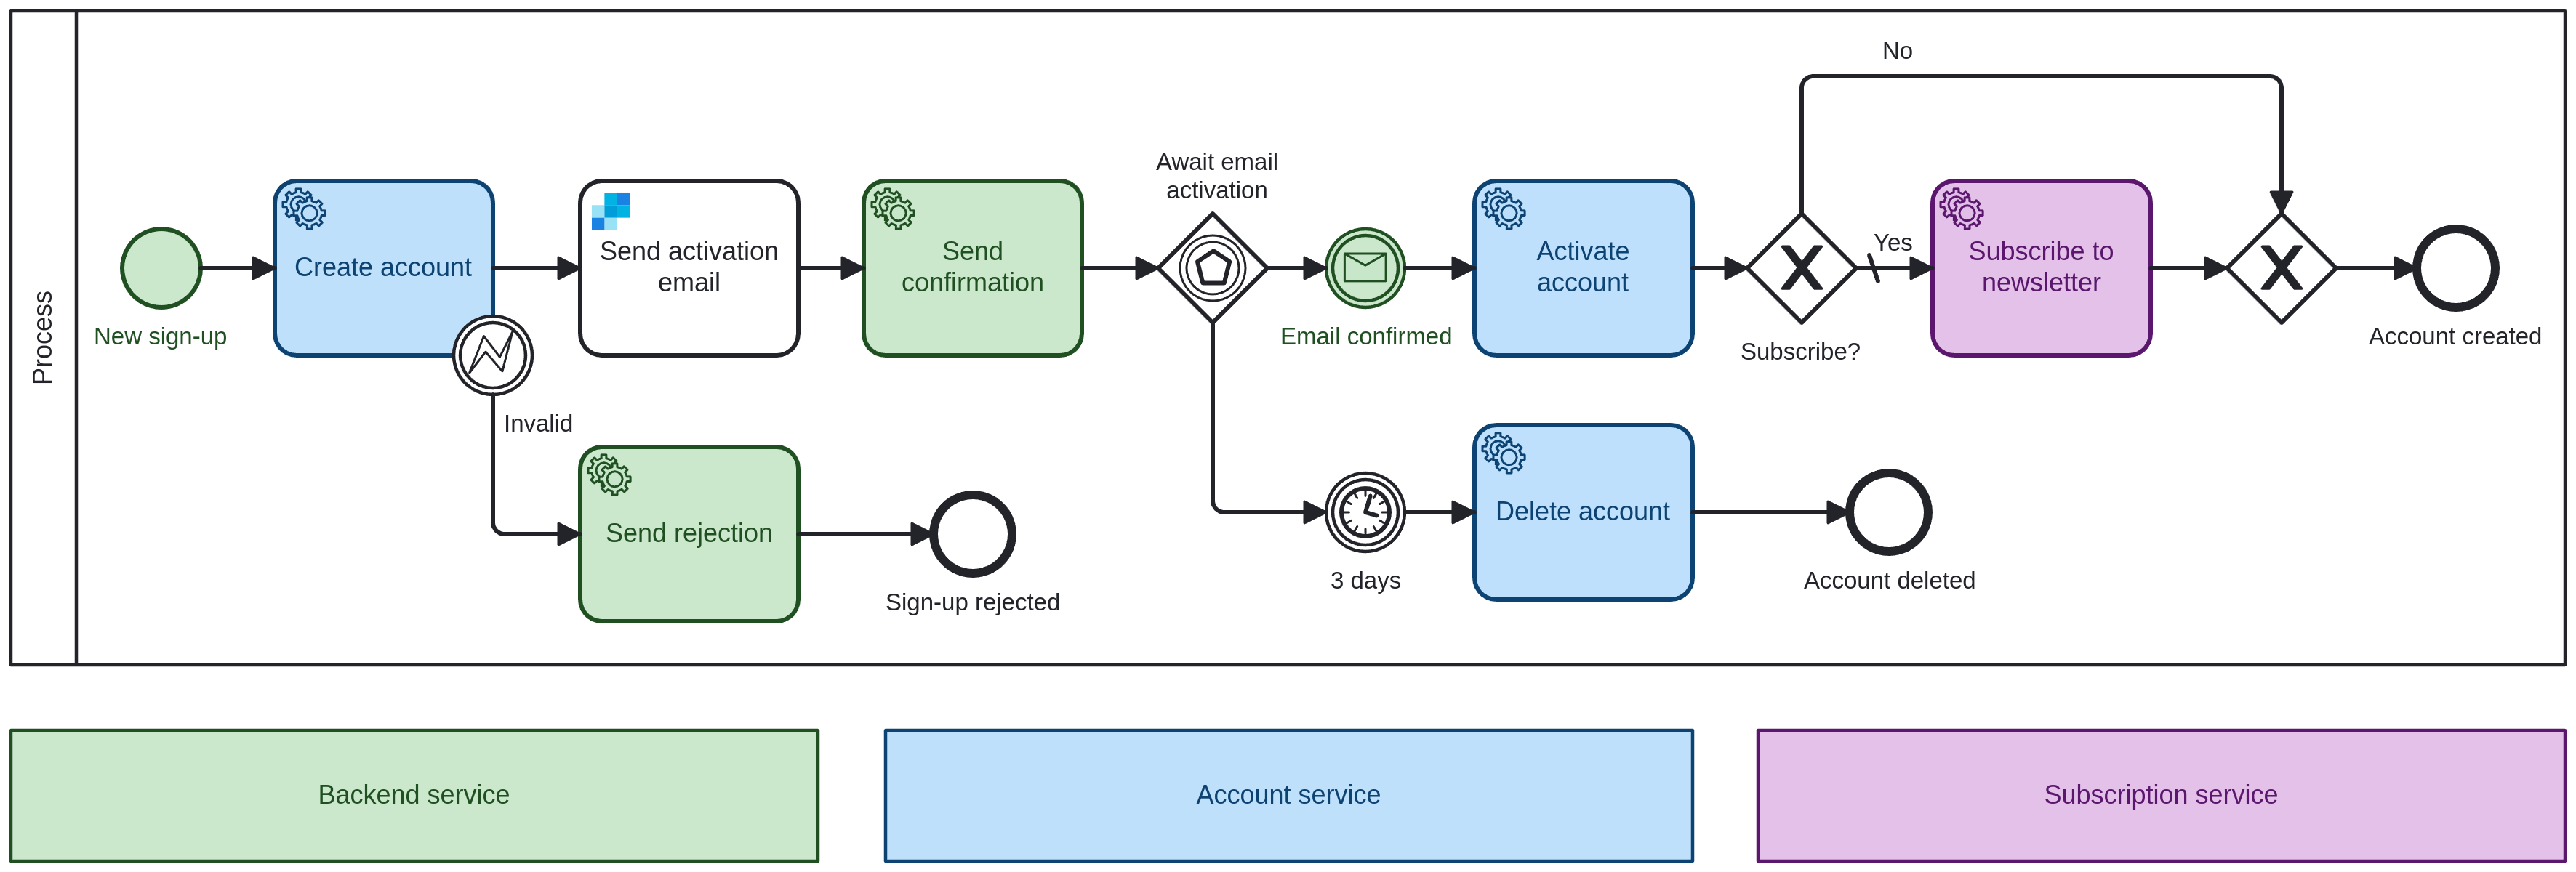 No
Await email
activation
Process
New sign-up
Create account
Send activation
email
Send
confirmation
Email confirmed
Activate
account
Subscribe?
Yes
Subscribe to
newsletter
Account created
Invalid
Send rejection
Sign-up rejected
3 days
Delete account
Account deleted
Backend service
Account service
Subscription service